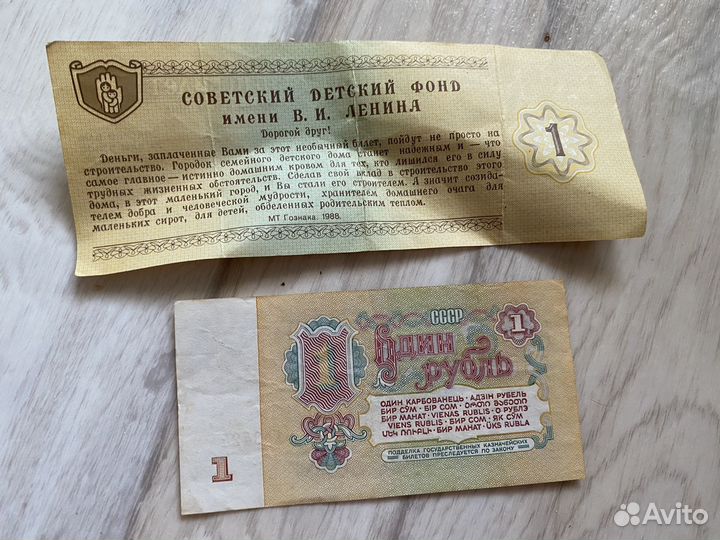 СОВЕТСКИЙ ДЕТСКИЙ ФОНД
ИМЕНИ В. И. ЛЕНИНА
Дорогой друг!
Деньги, заплаченные Вами за этот необычный билет, пойдут не просто на
строительство. Городок семейного детского дома станет надежным и — что
самое главное — истинно домашним кровом для тех, кто лишился его в силу
трудных жизненных обстоятельств. Сделав свой вклад в строительство этого
дома, в этот маленький город, и Вы стали его строителем. А значит созида-
телем добра и человеческой мудрости, хранителем домашнего очага для
маленьких сирот, для детей, обделенных родительским теплом.
МТ Гознака. 1988.
1
СССР
1
1
Один
рубль
ОДИН КАРБОВАНЕЦЬ · АДЗІН РУБЕЛЬ
БИР СЎМ · БІР СОМ · ᲔᲠᲗᲘ ᲛᲐᲜᲔᲗᲘ
БИР МАНАТ · VIENAS RUBLIS · О РУБЛЭ
VIENS RUBLIS · БИР СОМ · ЯК СЎМ
ՄԵԿ ՌՈՒԲԼԻ · БИР МАНАТ · ÜKS RUBLA
ПОДДЕЛКА ГОСУДАРСТВЕННЫХ КАЗНАЧЕЙСКИХ
БИЛЕТОВ ПРЕСЛЕДУЕТСЯ ПО ЗАКОНУ
1
Avito